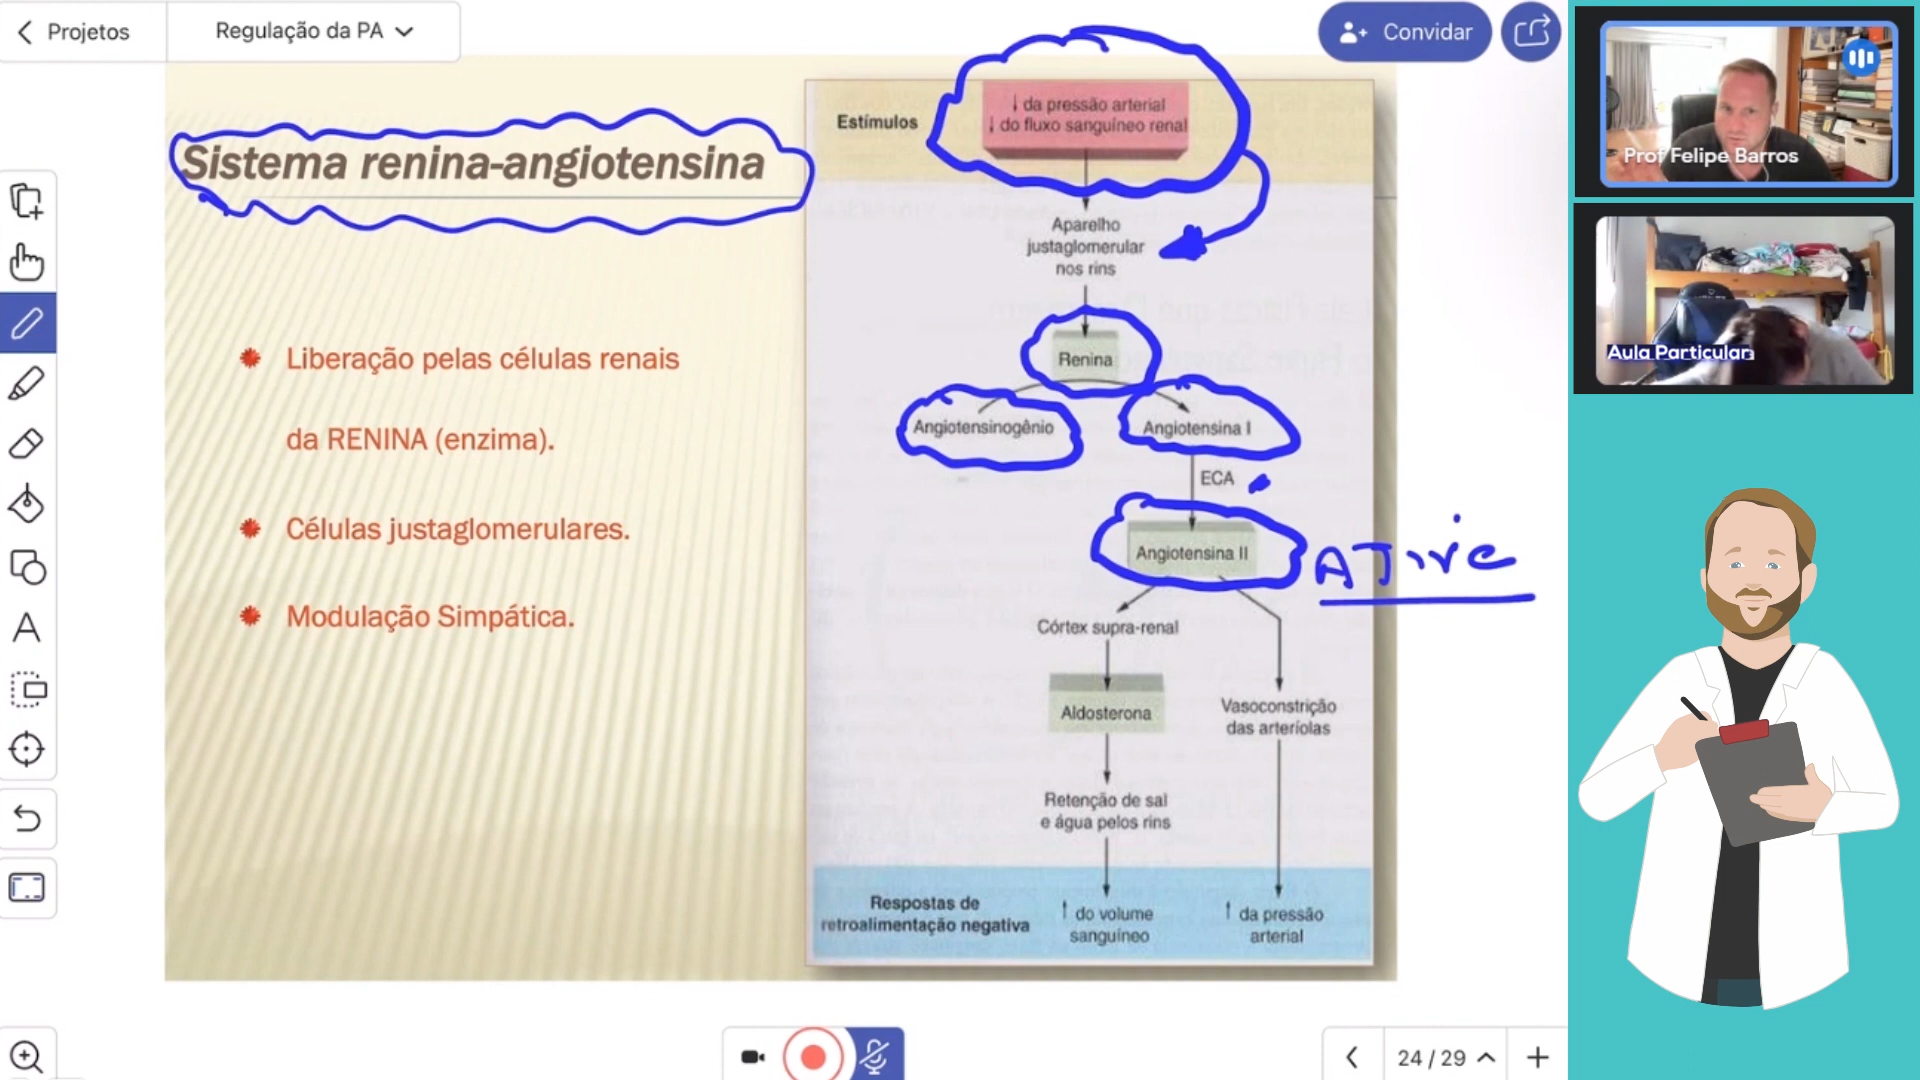 Projetos
Regulação da PA
Convidar
Prof Felipe Barros
Aula Particular
Sistema renina-angiotensina
Liberação pelas células renais
da RENINA (enzima).
Células justaglomerulares.
Modulação Simpática.
Estímulos
↓ da pressão arterial
↓ do fluxo sanguíneo renal
Aparelho
justaglomerular
nos rins
Renina
Angiotensinogênio
Angiotensina I
ECA
Angiotensina II
Córtex supra-renal
Aldosterona
Vasoconstrição
das arteríolas
Retenção de sal
e água pelos rins
Respostas de
retroalimentação negativa
↑ do volume
sanguíneo
↑ da pressão
arterial
24 / 29